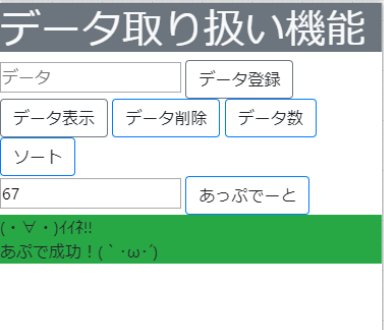 データ取り扱い機能
データ データ登録
データ表示 データ削除 データ数
ソート
67 あっぷでーと
(・∀・)ｲｲﾈ!!
あぷで成功！(｀･ω･´)